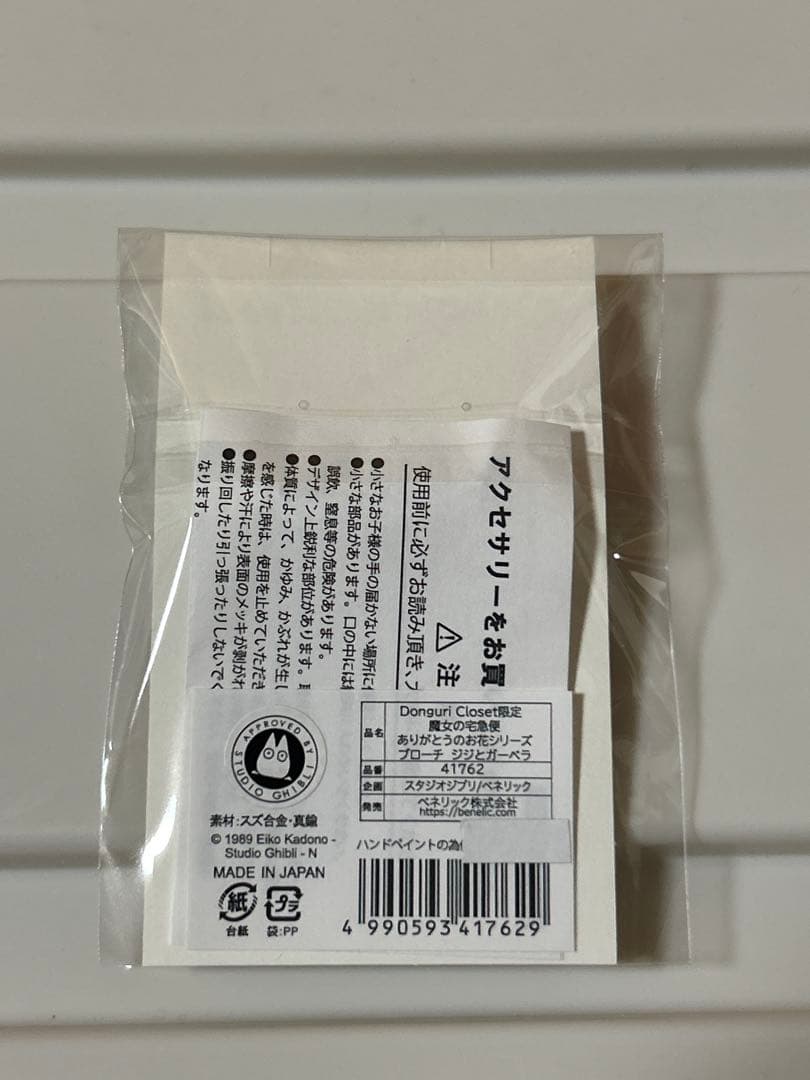 アクセサリーをお買
⚠注
使用前に必ずお読み頂き、
●小さなお子様の手の届かない場所に
●小さな部品があります。口の中には
誤飲、窒息等の危険があります。
●デザイン上鋭利な部位があります。
●体質によって、かゆみ、かぶれが生
を感じた時は、使用を止めていただき
●摩擦や汗により表面のメッキが剥がれ
●振り回したり引っ張ったりしないでく
なります。
APPROVED BY
STUDIO GHIBLI
素材:スズ合金・真鍮
© 1989 Eiko Kadono -
Studio Ghibli - N
MADE IN JAPAN
紙
台紙
プラ
袋:PP
品名
Donguri Closet限定
魔女の宅急便
ありがとうのお花シリーズ
ブローチ ジジとガーベラ
品番 41762
企画 スタジオジブリ/ベネリック
発売 ベネリック株式会社
https://benelic.com
ハンドペイントの為
4 990593 417629